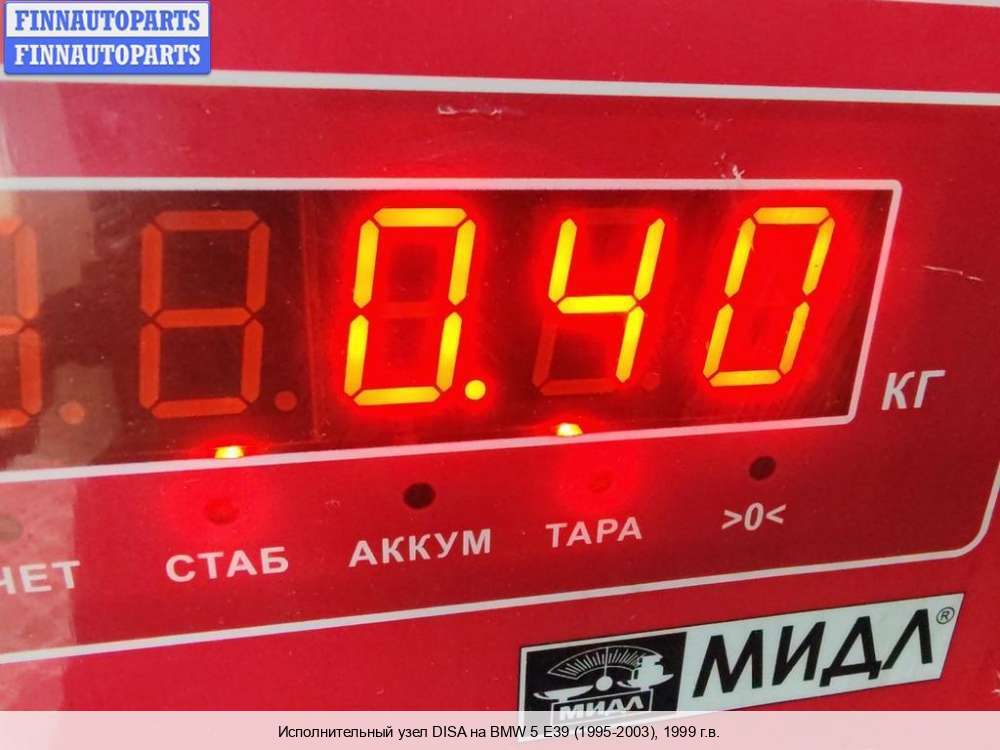 FINNAUTOPARTS
FINNAUTOPARTS
0.40
КГ
ЧЕТ СТАБ АККУМ ТАРА >0<
МИДЛ®
МИДЛ
Исполнительный узел DISA на BMW 5 E39 (1995-2003), 1999 г.в.